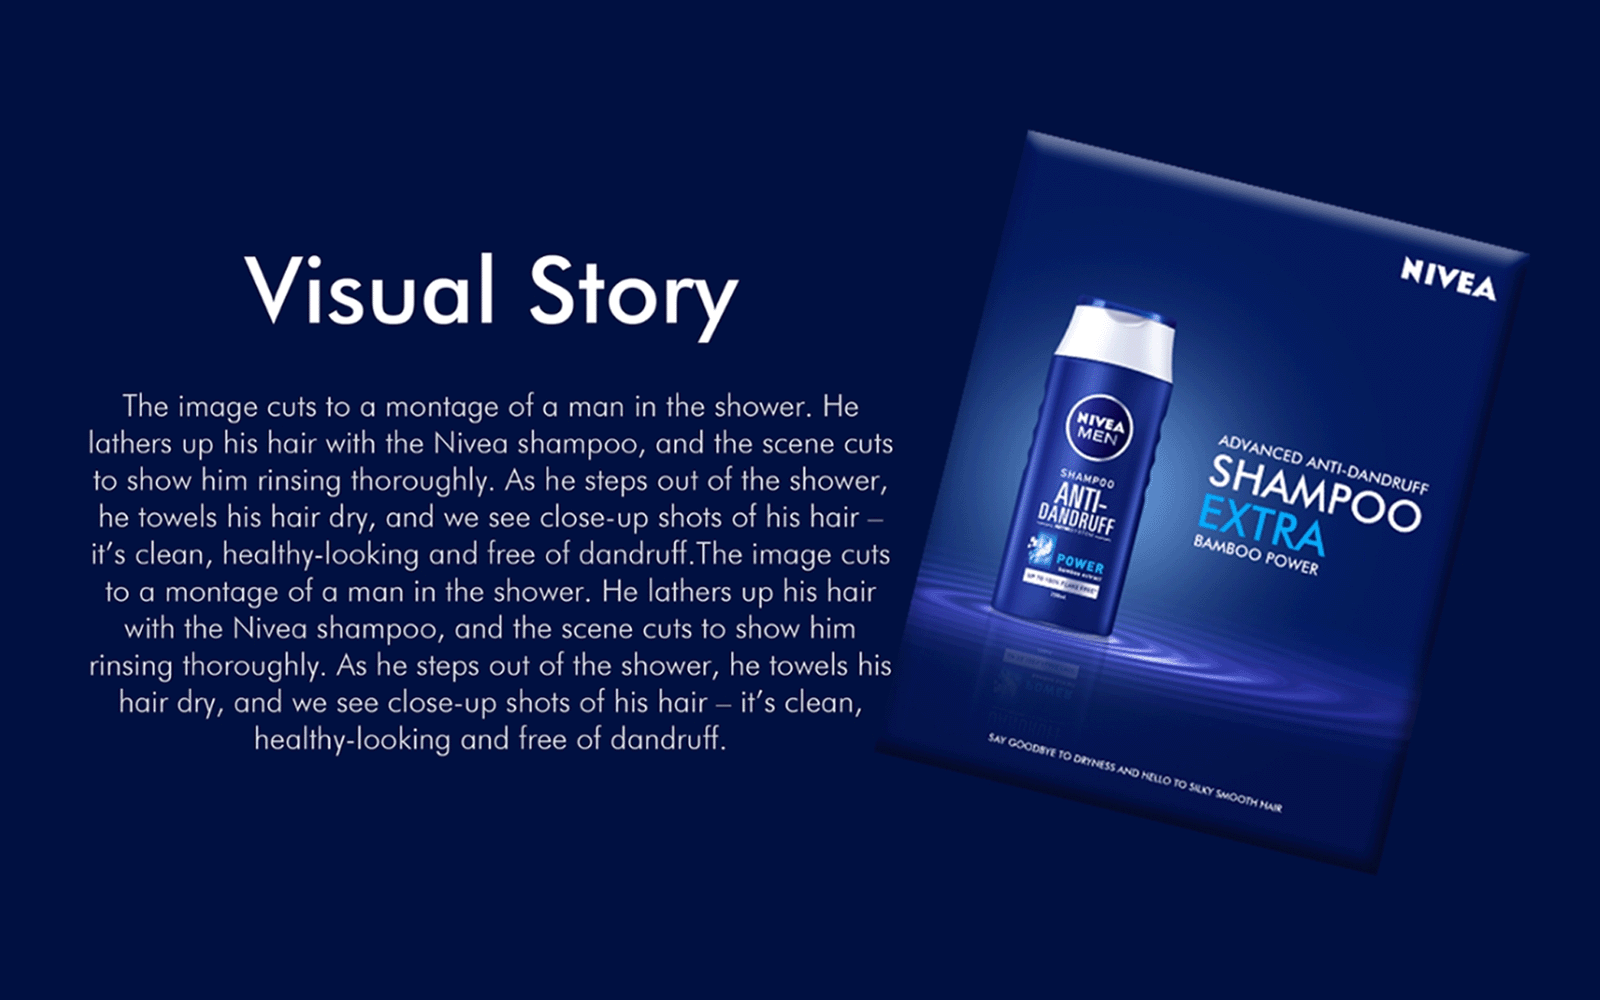 Visual Story
The image cuts to a montage of a man in the shower. He
lathers up his hair with the Nivea shampoo, and the scene cuts
to show him rinsing thoroughly. As he steps out of the shower,
he towels his hair dry, and we see close-up shots of his hair –
it's clean, healthy-looking and free of dandruff.The image cuts
to a montage of a man in the shower. He lathers up his hair
with the Nivea shampoo, and the scene cuts to show him
rinsing thoroughly. As he steps out of the shower, he towels his
hair dry, and we see close-up shots of his hair – it's clean,
healthy-looking and free of dandruff.
NIVEA
NIVEA
MEN
SHAMPOO
ANTI-
DANDRUFF
POWER
bamboo extract
UP TO 100% FLAKE FREE*
ADVANCED ANTI-DANDRUFF
SHAMPOO
EXTRA
BAMBOO POWER
SAY GOODBYE TO DRYNESS AND HELLO TO SILKY SMOOTH HAIR